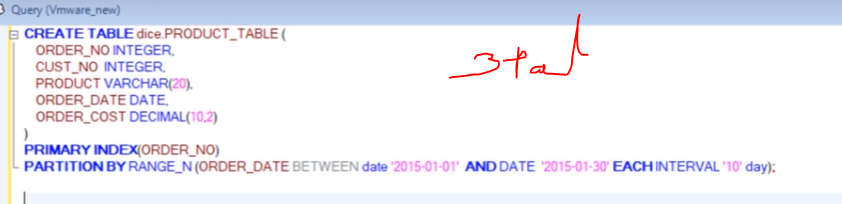 Query (Vmware_new)
CREATE TABLE dice.PRODUCT_TABLE (
ORDER_NO INTEGER,
CUST_NO INTEGER,
PRODUCT VARCHAR(20),
ORDER_DATE DATE,
ORDER_COST DECIMAL(10,2)
)
PRIMARY INDEX(ORDER_NO)
PARTITION BY RANGE_N (ORDER_DATE BETWEEN date '2015-01-01' AND DATE '2015-01-30' EACH INTERVAL '10' day);